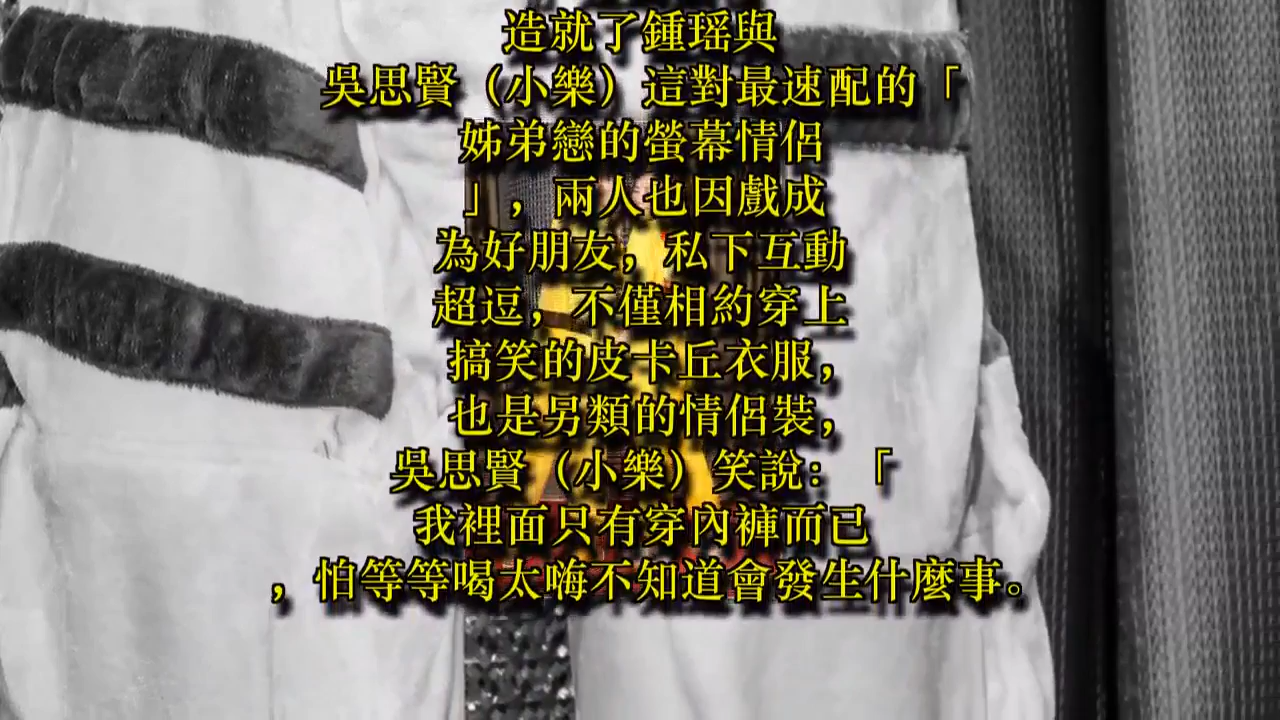 造就了鍾瑶與
吳思賢（小樂）這對最速配的「
姊弟戀的螢幕情侶
」，兩人也因戲成
為好朋友，私下互動
超逗，不僅相約穿上
搞笑的皮卡丘衣服，
也是另類的情侶裝，
吳思賢（小樂）笑說：「
我裡面只有穿內褲而已
，怕等等喝太嗨不知道會發生什麼事。